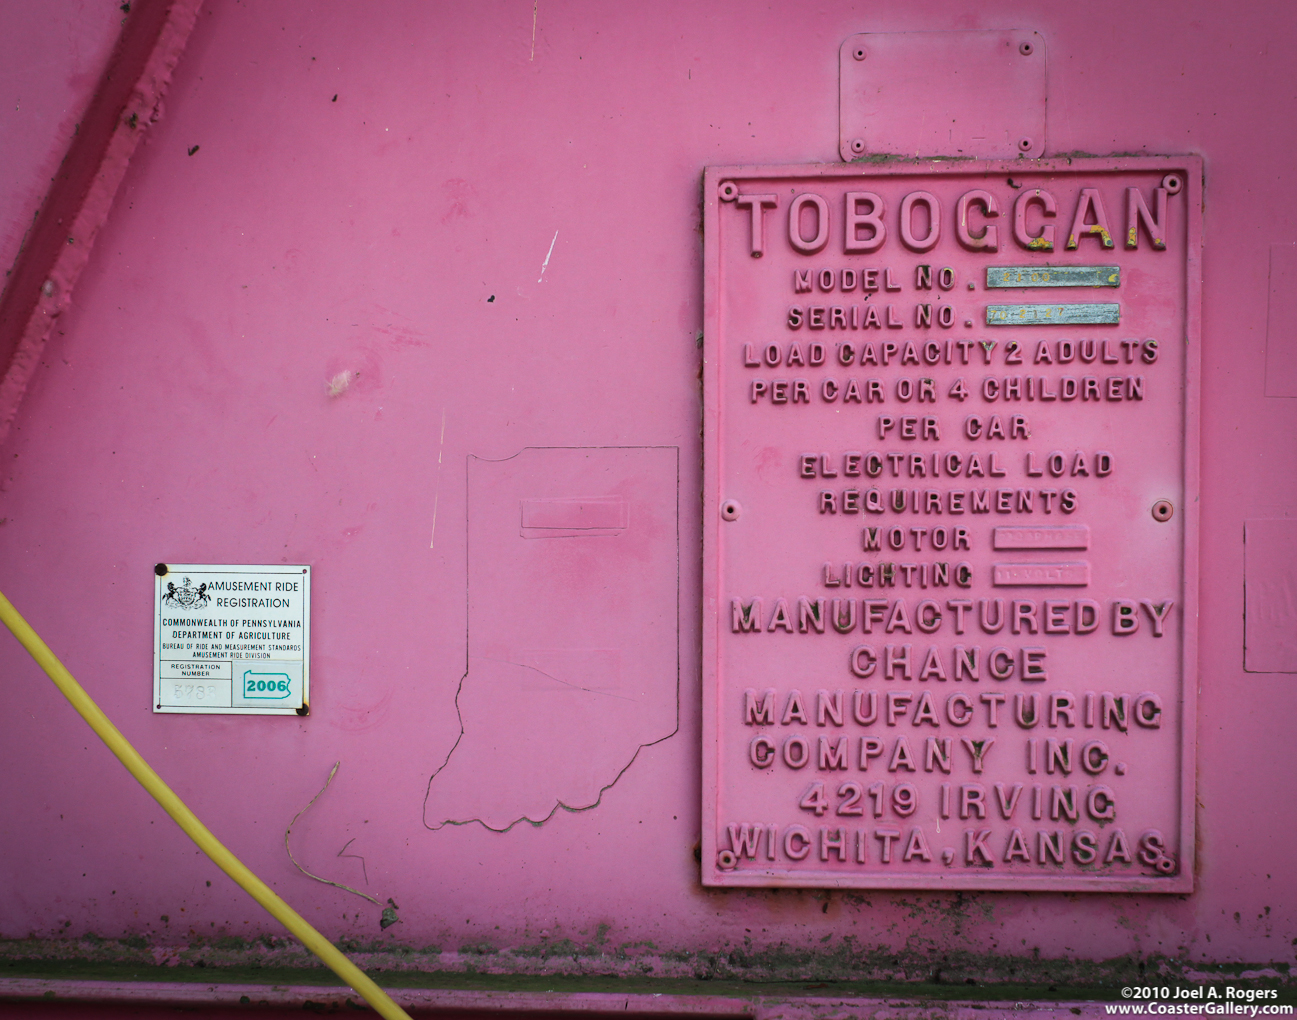 TOBOGGAN
MODEL NO.
SERIAL NO.
LOAD CAPACITY 2 ADULTS
PER CAR OR 4 CHILDREN
PER CAR
ELECTRICAL LOAD
REQUIREMENTS
MOTOR
LIGHTING
MANUFACTURED BY
CHANCE
MANUFACTURING
COMPANY INC.
4219 IRVING
WICHITA, KANSAS
AMUSEMENT RIDE
REGISTRATION
COMMONWEALTH OF PENNSYLVANIA
DEPARTMENT OF AGRICULTURE
BUREAU OF RIDE AND MEASUREMENT STANDARDS
AMUSEMENT RIDE DIVISION
REGISTRATION
NUMBER
2006
©2010 Joel A. Rogers
www.CoasterGallery.com